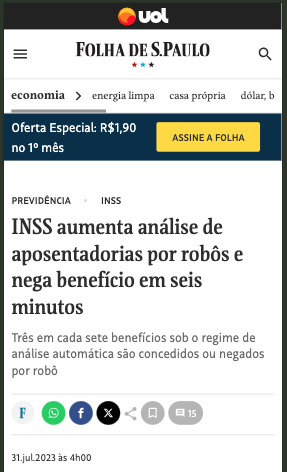 uol
FOLHA DE S.PAULO
economia > energia limpa casa própria dólar, b
Oferta Especial: R$1,90
no 1º mês
ASSINE A FOLHA
PREVIDÊNCIA • INSS
INSS aumenta análise de
aposentadorias por robôs e
nega benefício em seis
minutos
Três em cada sete benefícios sob o regime de
análise automática são concedidos ou negados
por robô
F
15
31.jul.2023 às 4h00